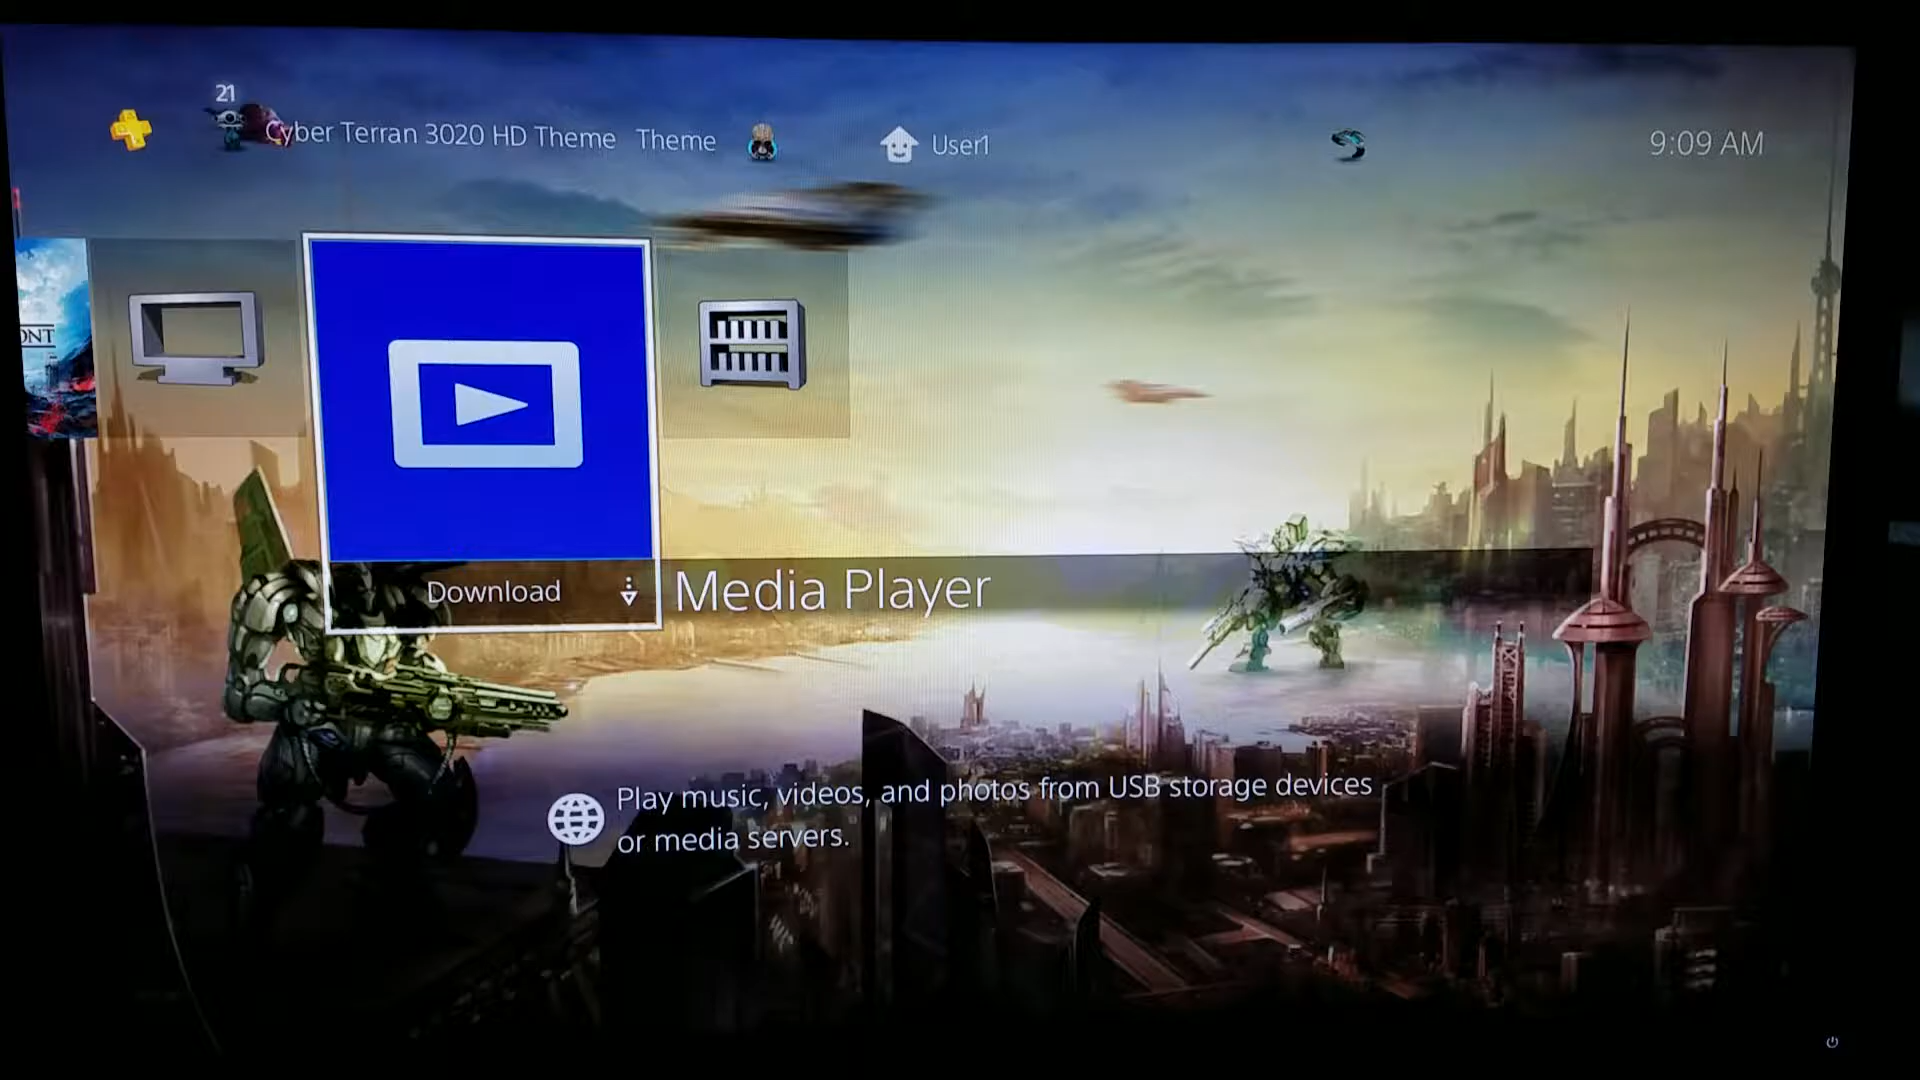 21
Cyber Terran 3020 HD Theme Theme
User1
9:09 AM
ONT
Download
Media Player
Play music, videos, and photos from USB storage devices
or media servers.